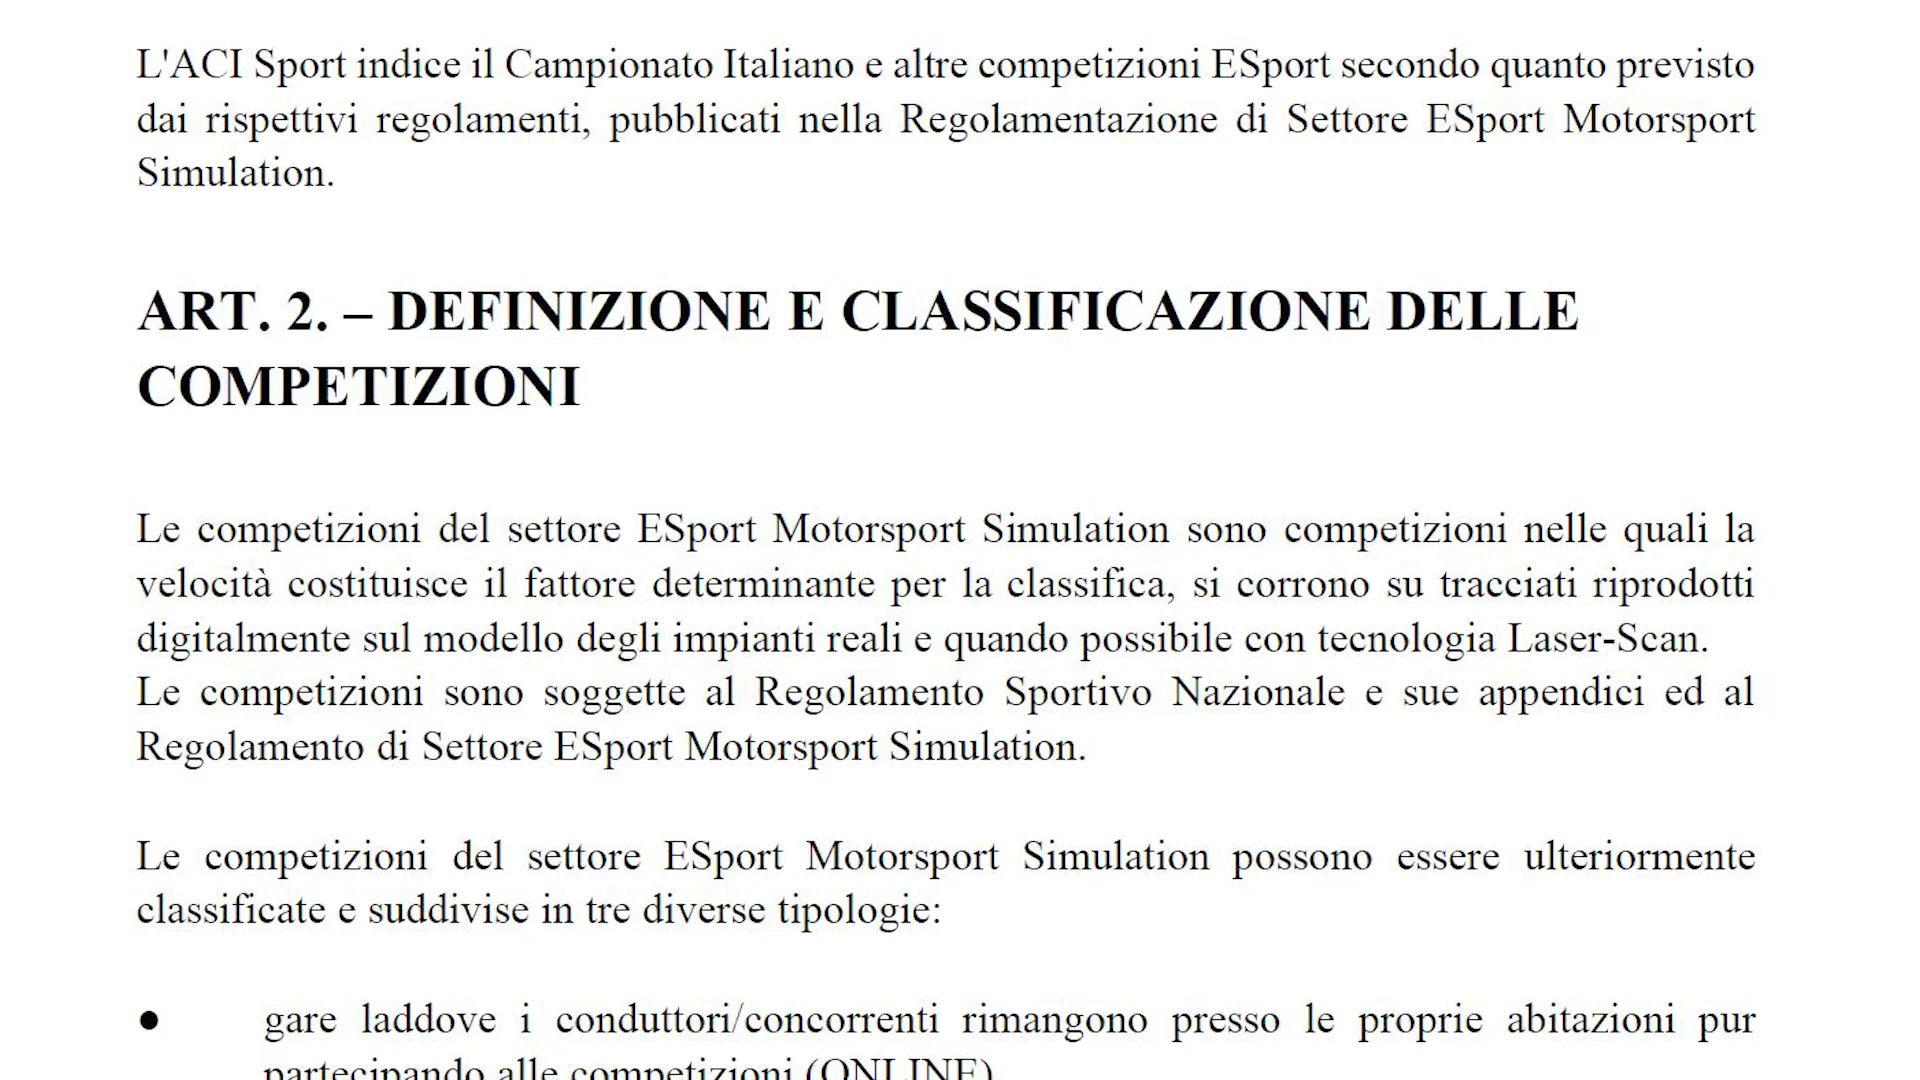 L'ACI Sport indice il Campionato Italiano e altre competizioni ESport secondo quanto previsto
dai rispettivi regolamenti, pubblicati nella Regolamentazione di Settore ESport Motorsport
Simulation.
ART. 2. – DEFINIZIONE E CLASSIFICAZIONE DELLE
COMPETIZIONI
Le competizioni del settore ESport Motorsport Simulation sono competizioni nelle quali la
velocità costituisce il fattore determinante per la classifica, si corrono su tracciati riprodotti
digitalmente sul modello degli impianti reali e quando possibile con tecnologia Laser-Scan.
Le competizioni sono soggette al Regolamento Sportivo Nazionale e sue appendici ed al
Regolamento di Settore ESport Motorsport Simulation.
Le competizioni del settore ESport Motorsport Simulation possono essere ulteriormente
classificate e suddivise in tre diverse tipologie:
● gare laddove i conduttori/concorrenti rimangono presso le proprie abitazioni pur
partecipando alle competizioni (ONLINE)